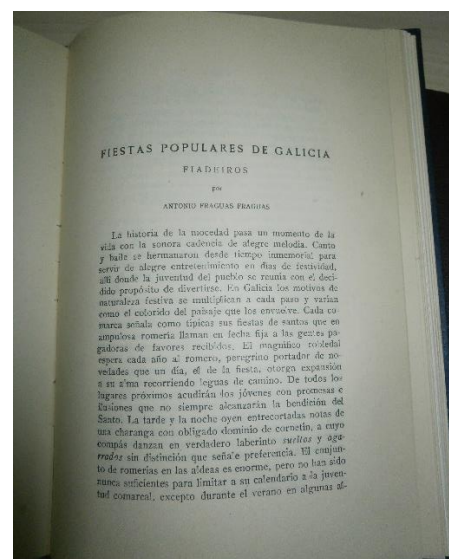 FIESTAS POPULARES DE GALICIA
FIADEIROS
por
ANTONIO FRAGUAS FRAGUAS
La historia de la mocedad pasa un momento de la
vida con la sonora cadencia de alegre melodía. Canto
y baile se hermanaron desde tiempo inmemorial para
servir de alegre entretenimiento en días de festividad,
allí donde la juventud del pueblo se reunía con el deci-
dido propósito de divertirse. En Galicia los motivos de
naturaleza festiva se multiplican a cada paso y varían
como el colorido del paisaje que los envuelve. Cada co-
marca señala como típicas sus fiestas de santos que en
ampulosa romería llaman en fecha fija a las gentes pa-
gadoras de favores recibidos. El magnífico robledal
espera cada año al romero, peregrino portador de no-
vedades que un día, el de la fiesta, otorga expansión
a su alma recorriendo leguas de camino. De todos los
lugares próximos acudirán los jóvenes con promesas e
ilusiones que no siempre alcanzarán la bendición del
Santo. La tarde y la noche oyen entrecortadas notas de
una charanga con obligado dominio de cornetín, a cuyo
compás danzan en verdadero laberinto sueltos y aga-
rrados sin distinción que señale preferencia. El conjun-
to de romerías en las aldeas es enorme, pero no han sido
nunca suficientes para limitar a su calendario a la juven-
tud comarcal, excepto durante el verano en algunas al-